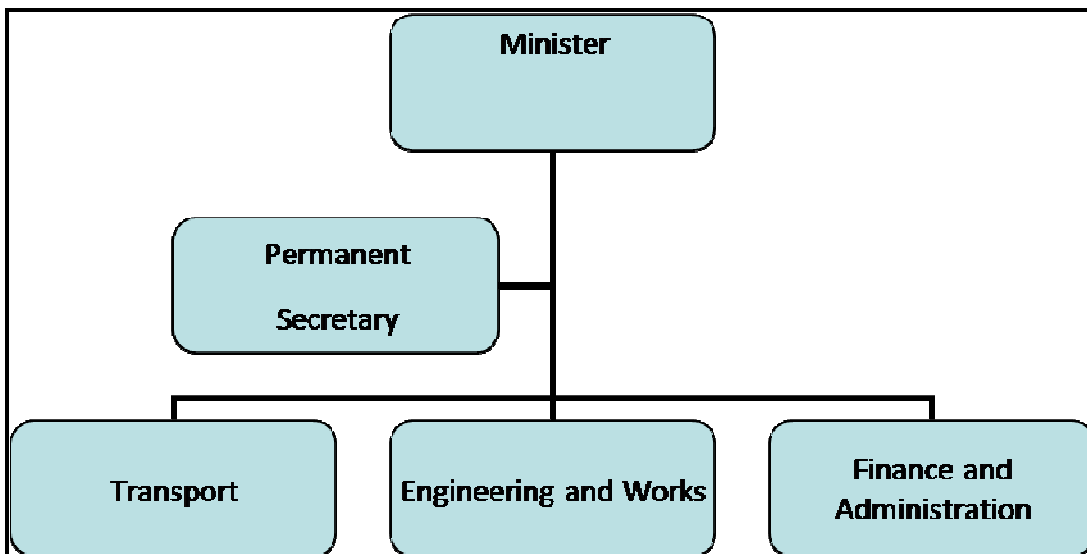 Minister
Permanent
Secretary
Transport
Engineering and Works
Finance and
Administration